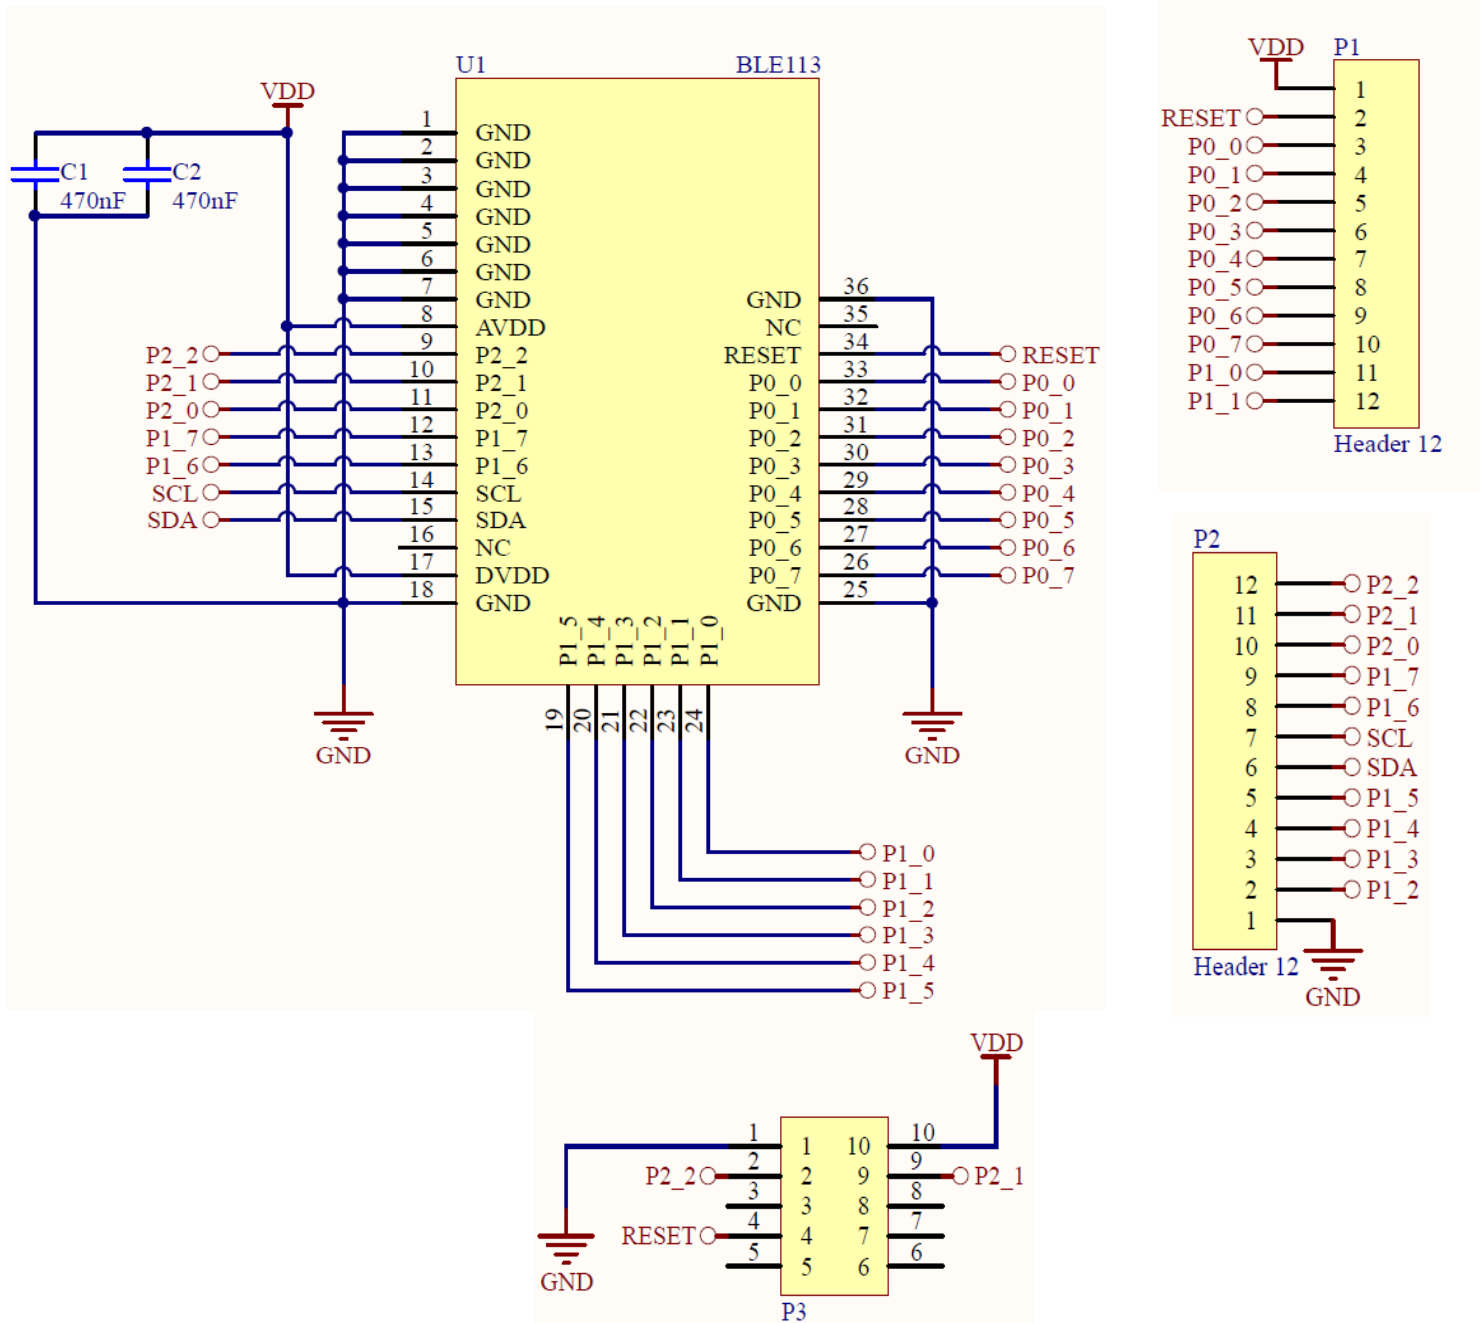 U1 BLE113
VDD
C1 470nF
C2 470nF
1 GND
2 GND
3 GND
4 GND
5 GND
6 GND
7 GND
8 AVDD
P2_2 9 P2_2
P2_1 10 P2_1
P2_0 11 P2_0
P1_7 12 P1_7
P1_6 13 P1_6
SCL 14 SCL
SDA 15 SDA
16 NC
17 DVDD
18 GND
GND 36
NC 35
RESET 34 RESET
P0_0 33 P0_0
P0_1 32 P0_1
P0_2 31 P0_2
P0_3 30 P0_3
P0_4 29 P0_4
P0_5 28 P0_5
P0_6 27 P0_6
P0_7 26 P0_7
GND 25
P1_5 P1_4 P1_3 P1_2 P1_1 P1_0
19 20 21 22 23 24
GND
GND
P1_0
P1_1
P1_2
P1_3
P1_4
P1_5
VDD P1
1
RESET 2
P0_0 3
P0_1 4
P0_2 5
P0_3 6
P0_4 7
P0_5 8
P0_6 9
P0_7 10
P1_0 11
P1_1 12
Header 12
P2
12 P2_2
11 P2_1
10 P2_0
9 P1_7
8 P1_6
7 SCL
6 SDA
5 P1_5
4 P1_4
3 P1_3
2 P1_2
1
Header 12
GND
VDD
1 1 10 10
P2_2 2 2 9 9 P2_1
3 3 8 8
RESET 4 4 7 7
5 5 6 6
GND
P3